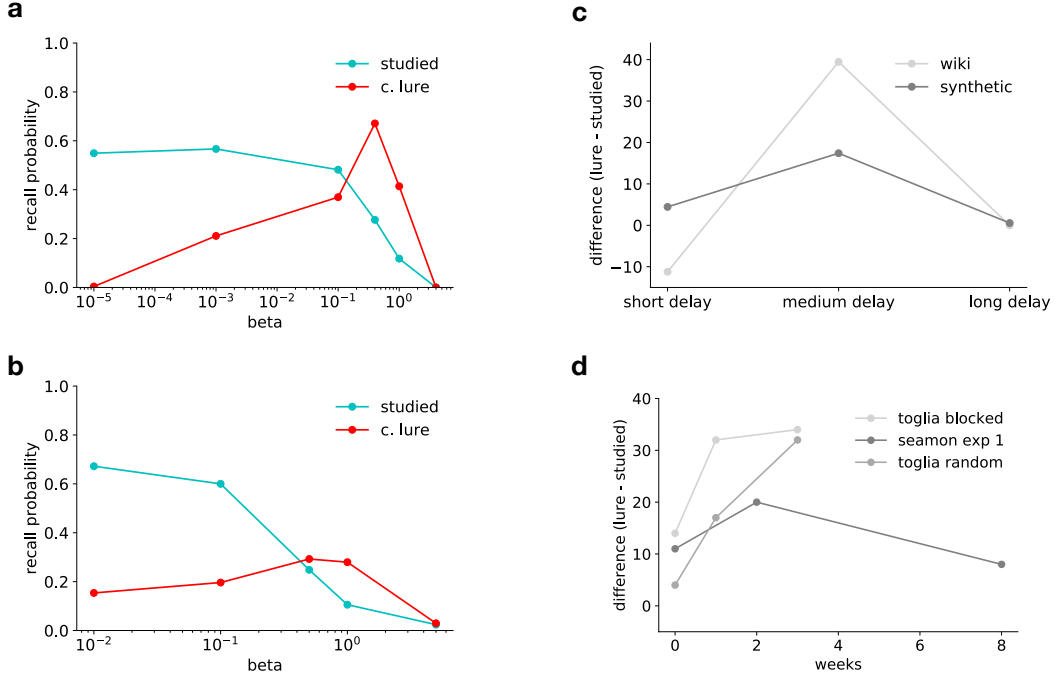 a
1.0
0.8
0.6
0.4
0.2
0.0
recall probability
studied
c. lure
10⁻⁵ 10⁻⁴ 10⁻³ 10⁻² 10⁻¹ 10⁰
beta
b
1.0
0.8
0.6
0.4
0.2
0.0
recall probability
studied
c. lure
10⁻² 10⁻¹ 10⁰
beta
c
40
30
20
10
0
−10
difference (lure - studied)
wiki
synthetic
short delay medium delay long delay
d
40
30
20
10
0
difference (lure - studied)
toglia blocked
seamon exp 1
toglia random
0 2 4 6 8
weeks